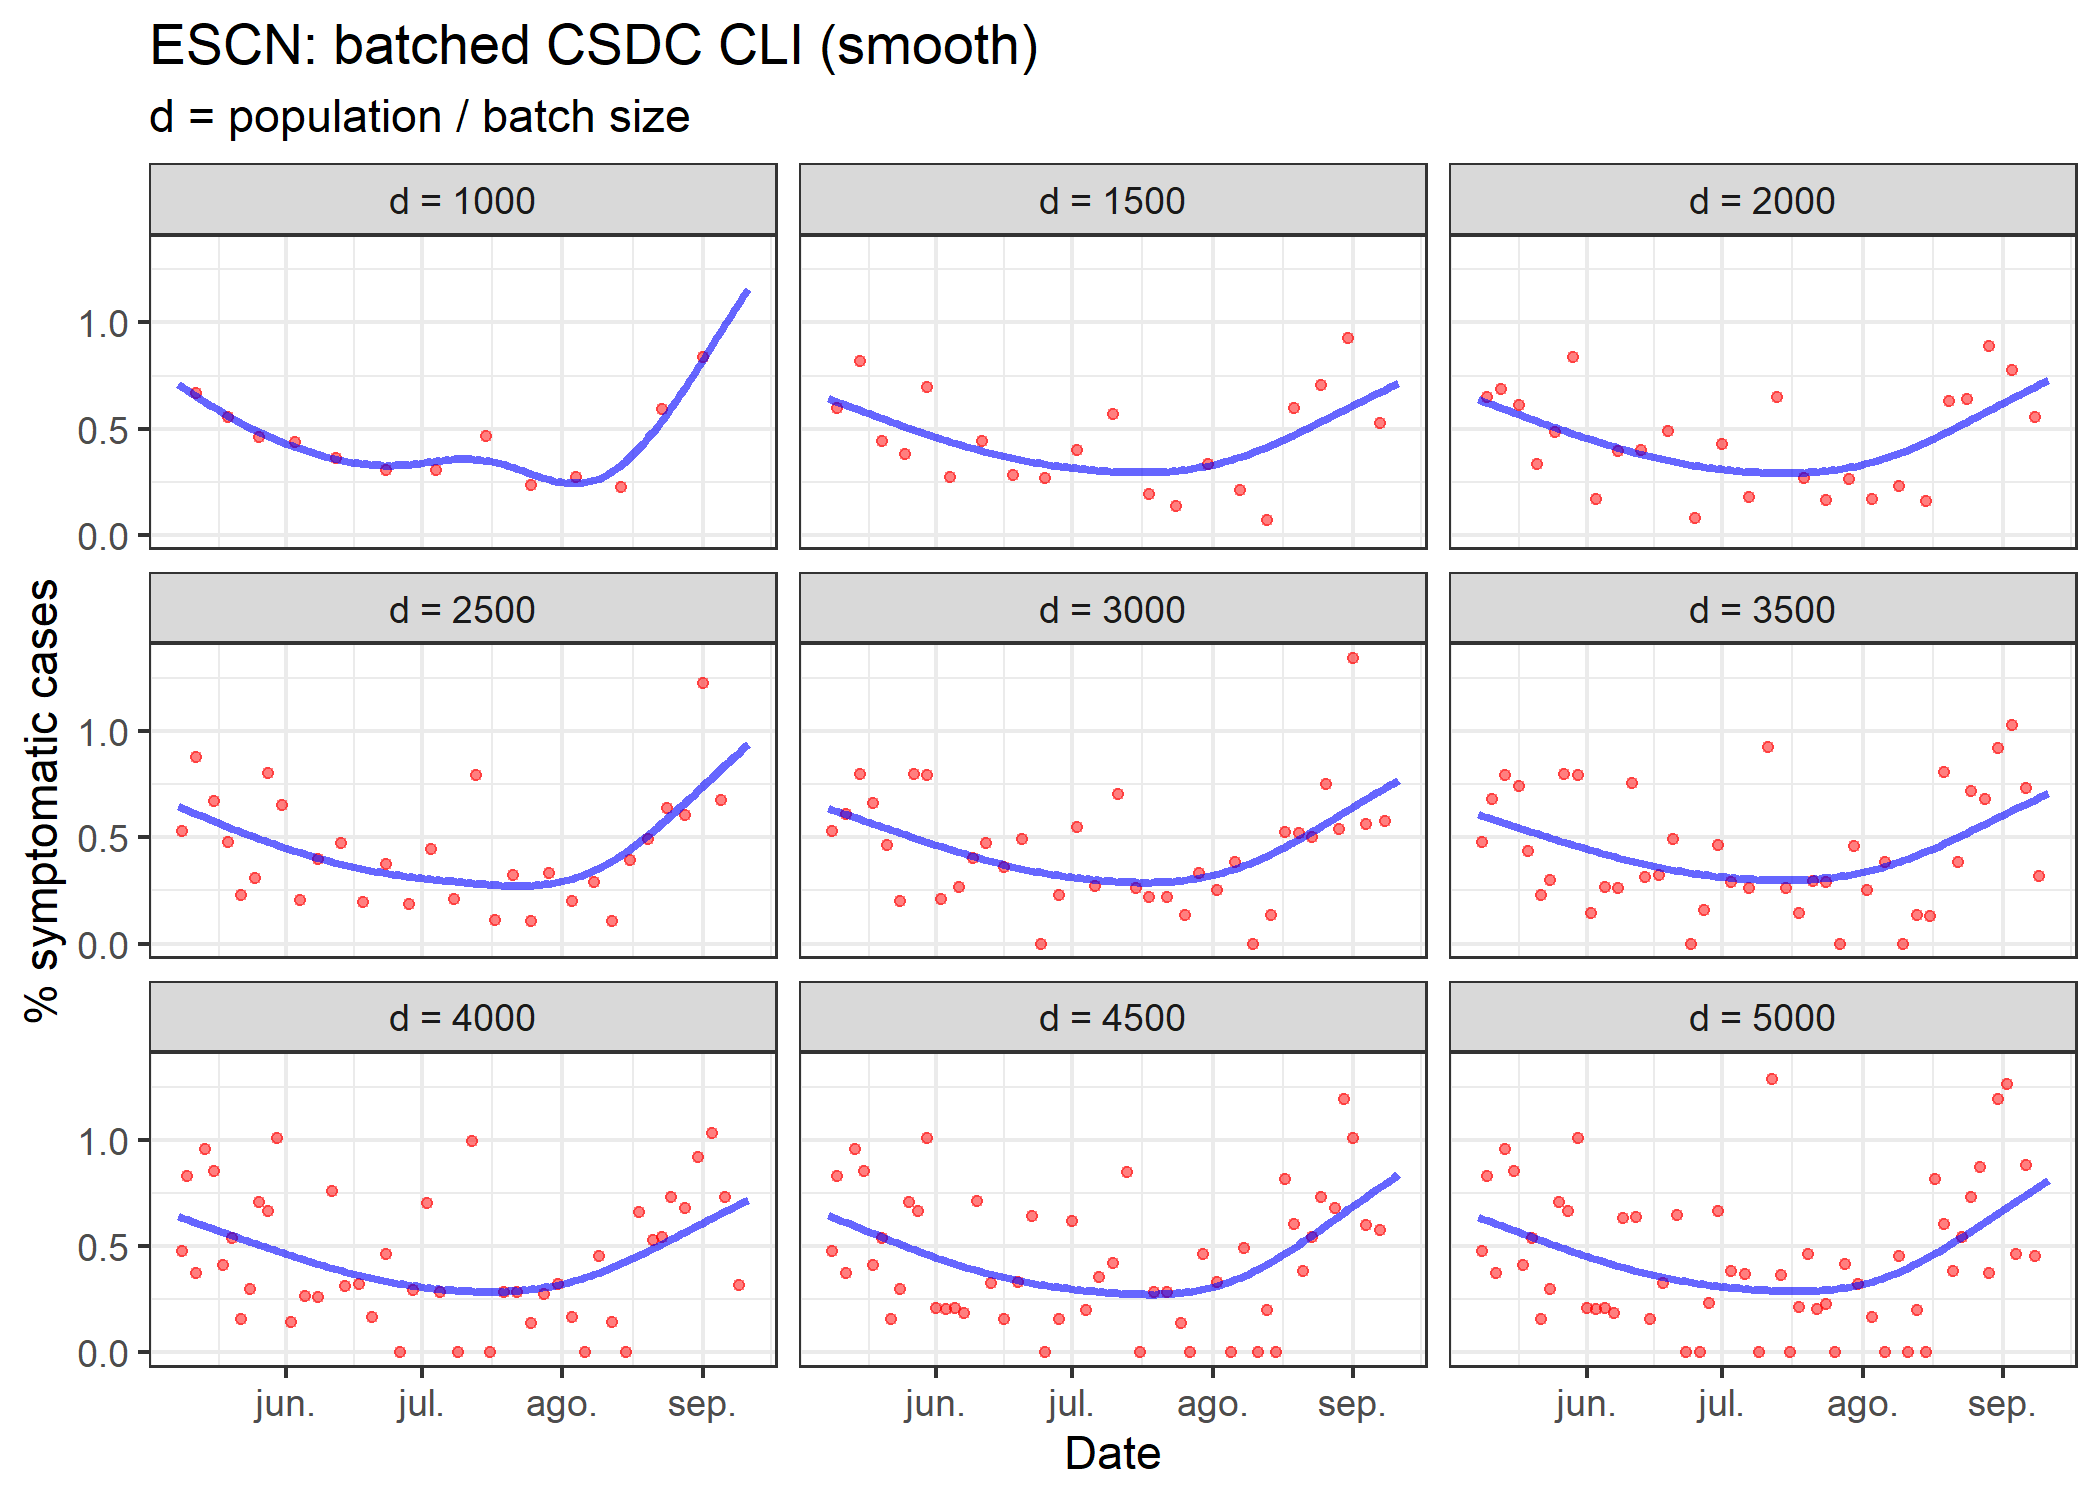 ESCN: batched CSDC CLI (smooth)
d = population / batch size
d = 1000
d = 1500
d = 2000
1.0
0.5
0.0
d = 2500
d = 3000
d = 3500
1.0
0.5
0.0
% symptomatic cases
d = 4000
d = 4500
d = 5000
1.0
0.5
0.0
jun. jul. ago. sep.
jun. jul. ago. sep.
jun. jul. ago. sep.
Date